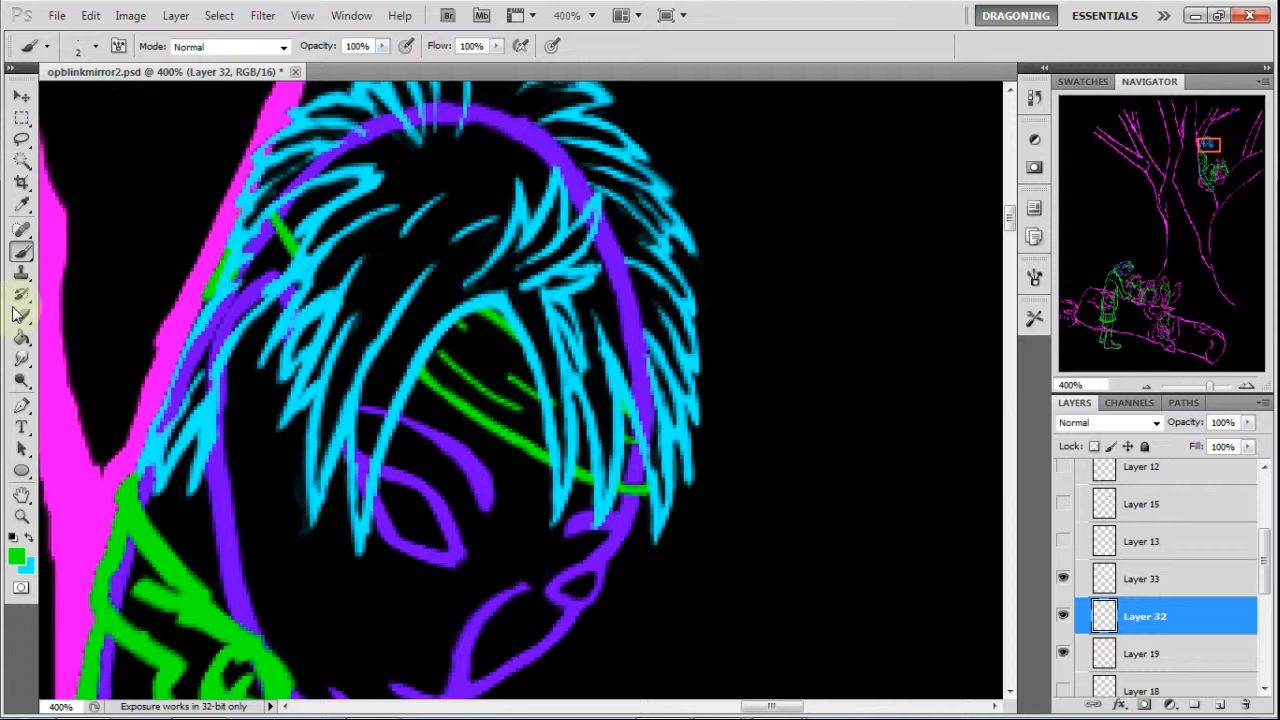 Ps File Edit Image Layer Select Filter View Window Help Br Mb 400% DRAGONING ESSENTIALS
2 Mode: Normal Opacity: 100% Flow: 100%
opblinkmirror2.psd @ 400% (Layer 32, RGB/16) *
SWATCHES NAVIGATOR
400%
LAYERS CHANNELS PATHS
Normal Opacity: 100%
Lock: Fill: 100%
Layer 12
Layer 15
Layer 13
Layer 33
Layer 32
Layer 19
Layer 18
400% Exposure works in 32-bit only